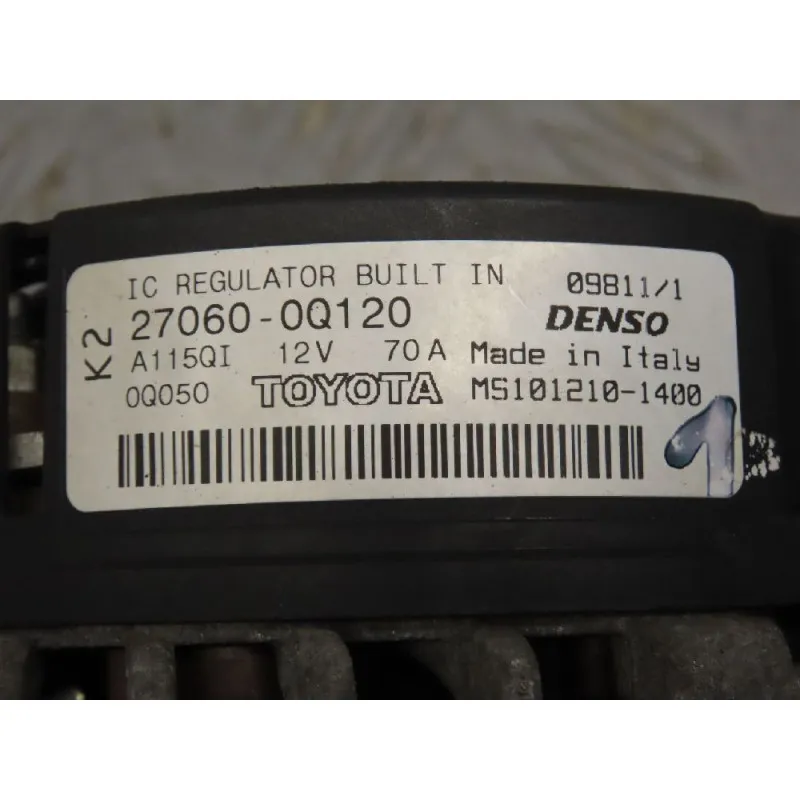 IC REGULATOR BUILT IN 09811/1
K2 27060-0Q120 DENSO
A115QI 12V 70A Made in Italy
0Q050 TOYOTA MS101210-1400
1